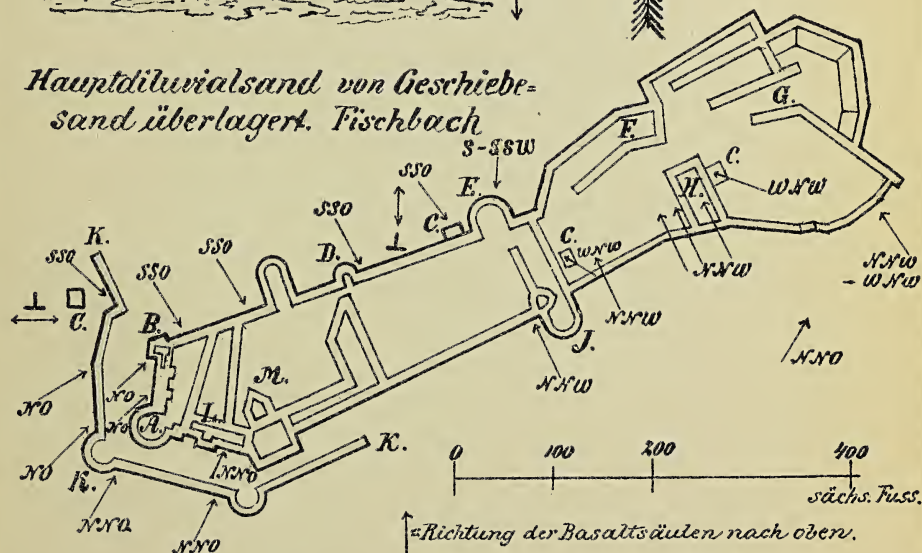 Hauptdiluvialsand von Geschiebe=
sand überlagert. Fischbach
G.
S-SSW
F.
SSO
E.
C.
WNW
H.
SSO
C.
K.
D.
C.
WNW
SSO
SSO
SSO
NNW
NNW
- WNW
C.
B.
NNW
J.
NNO
NO
M.
NNW
NO
NO
A.
L.
NNO
K.
0 100 200 400
NO
K.
sächs. Fuss.
NNO
NNO
=Richtung der Basaltsäulen nach oben.